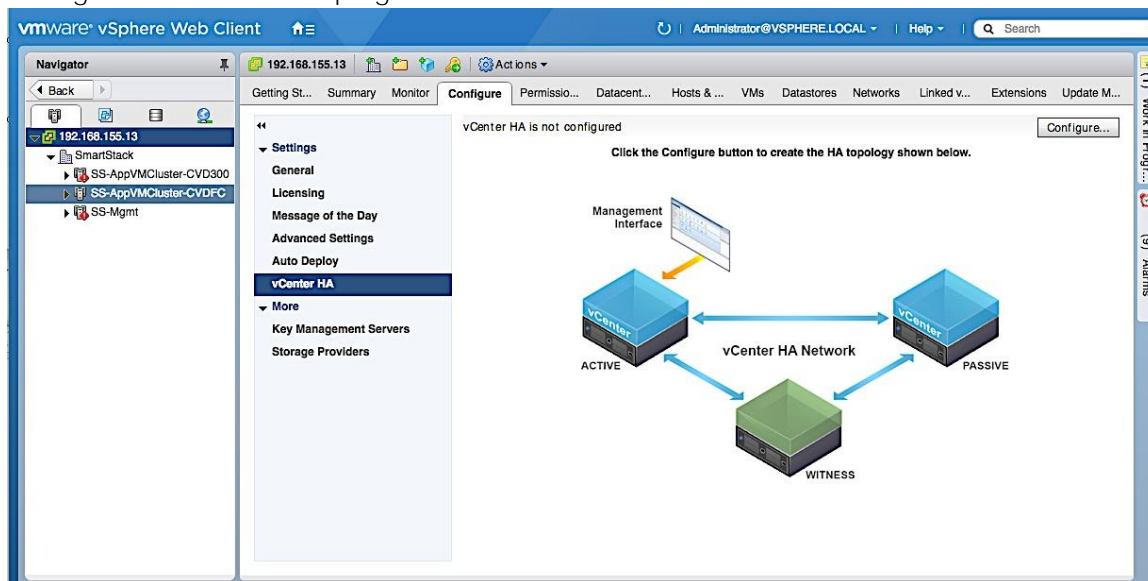 vmware® vSphere Web Client
Administrator@VSPHERE.LOCAL
Help
Search
Navigator
192.168.155.13
Actions
Back
Getting St... Summary Monitor Configure Permissio... Datacent... Hosts & ... VMs Datastores Networks Linked v... Extensions Update M...
192.168.155.13
SmartStack
SS-AppVMCluster-CVD300
SS-AppVMCluster-CVDFC
SS-Mgmt
Settings
General
Licensing
Message of the Day
Advanced Settings
Auto Deploy
vCenter HA
More
Key Management Servers
Storage Providers
vCenter HA is not configured
Configure...
Click the Configure button to create the HA topology shown below.
Management
Interface
vCenter
ACTIVE
vCenter HA Network
vCenter
PASSIVE
WITNESS
Work In Progr...
Alarms